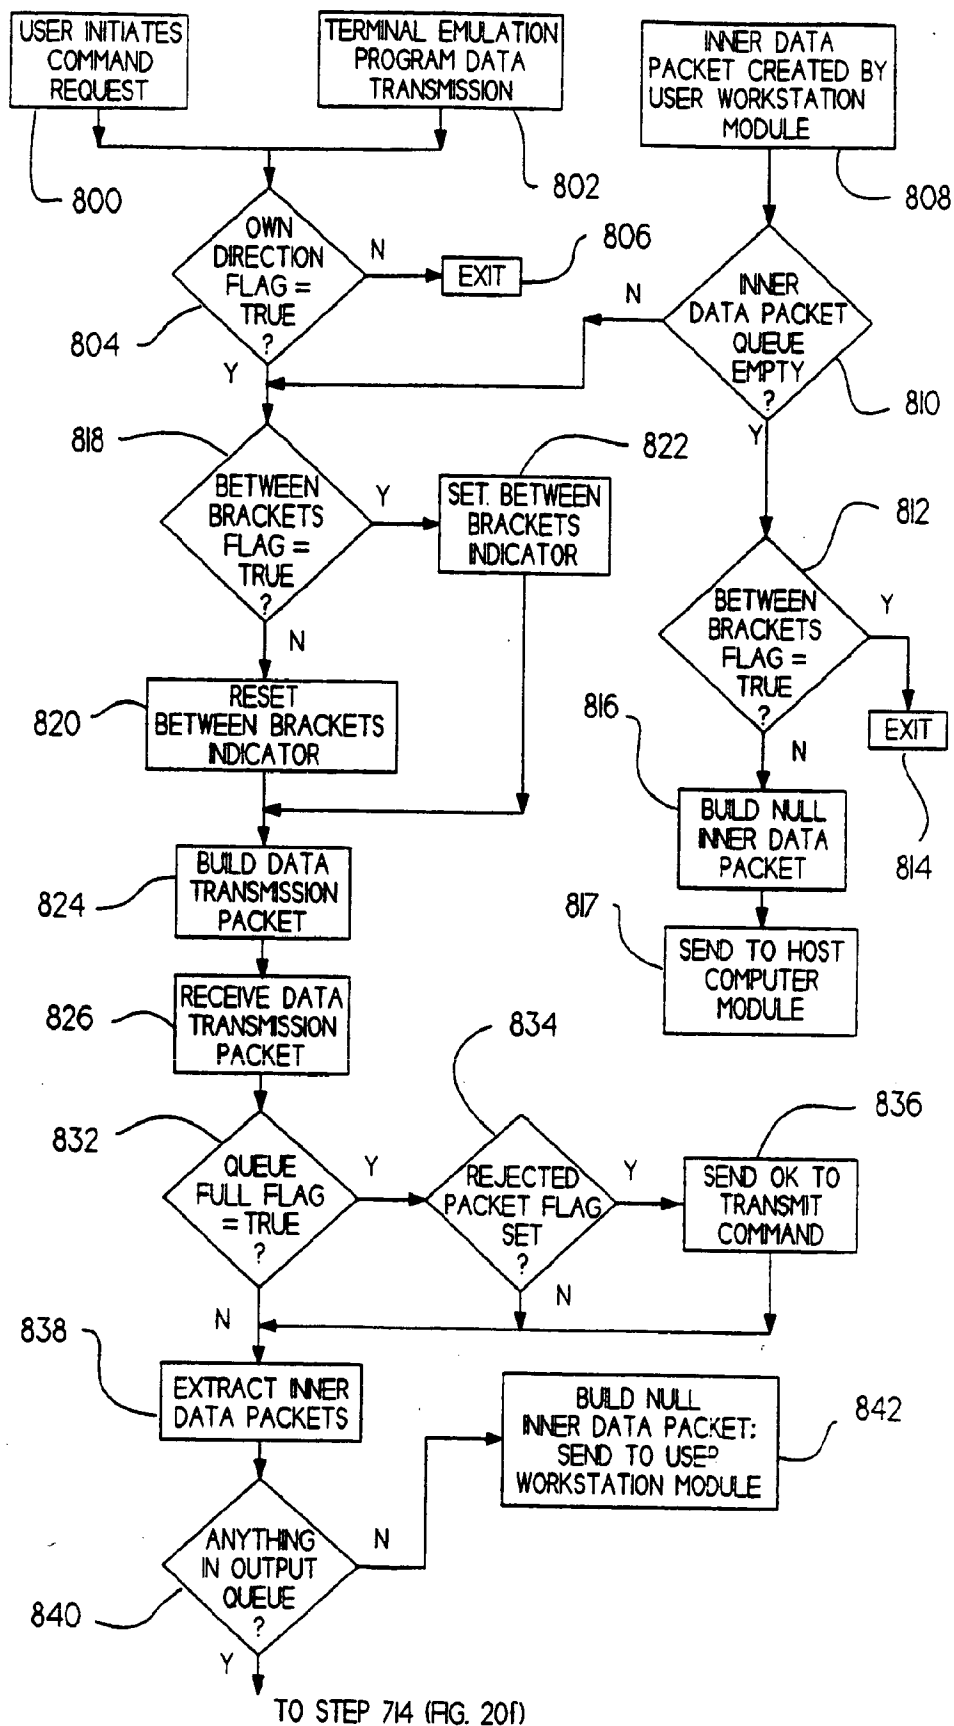 USER INITIATES
COMMAND
REQUEST
TERMINAL EMULATION
PROGRAM DATA
TRANSMISSION
INNER DATA
PACKET CREATED BY
USER WORKSTATION
MODULE
800
802
808
OWN
DIRECTION
FLAG =
TRUE
?
804
N
EXIT
806
Y
INNER
DATA PACKET
QUEUE
EMPTY
?
N
810
Y
818
BETWEEN
BRACKETS
FLAG =
TRUE
?
Y
SET. BETWEEN
BRACKETS
INDICATOR
822
N
812
BETWEEN
BRACKETS
FLAG =
TRUE
?
Y
EXIT
814
N
820
RESET
BETWEEN BRACKETS
INDICATOR
816
BUILD NULL
INNER DATA
PACKET
817
SEND TO HOST
COMPUTER
MODULE
824
BUILD DATA
TRANSMISSION
PACKET
826
RECEIVE DATA
TRANSMISSION
PACKET
832
QUEUE
FULL FLAG
= TRUE
?
Y
834
REJECTED
PACKET FLAG
SET
?
Y
836
SEND OK TO
TRANSMIT
COMMAND
N
N
838
EXTRACT INNER
DATA PACKETS
BUILD NULL
INNER DATA PACKET:
SEND TO USER
WORKSTATION MODULE
842
ANYTHING
IN OUTPUT
QUEUE
?
N
840
Y
TO STEP 714 (FIG. 20f)